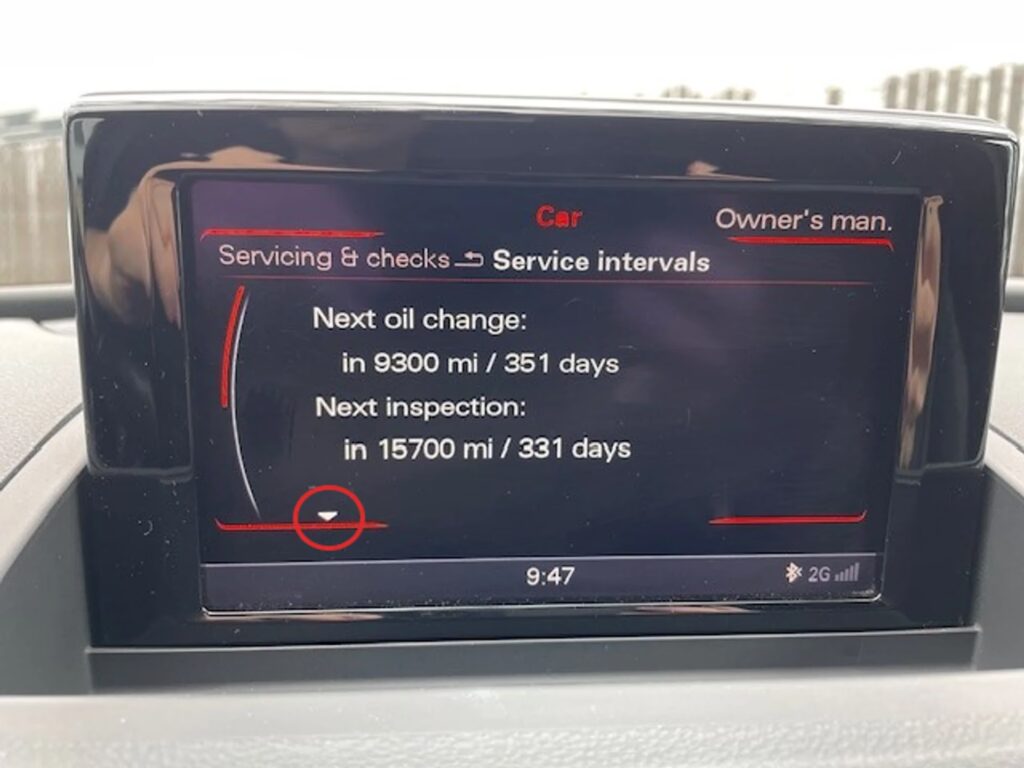 Car
Owner's man.
Servicing & checks Service intervals
Next oil change:
in 9300 mi / 351 days
Next inspection:
in 15700 mi / 331 days
9:47
2G